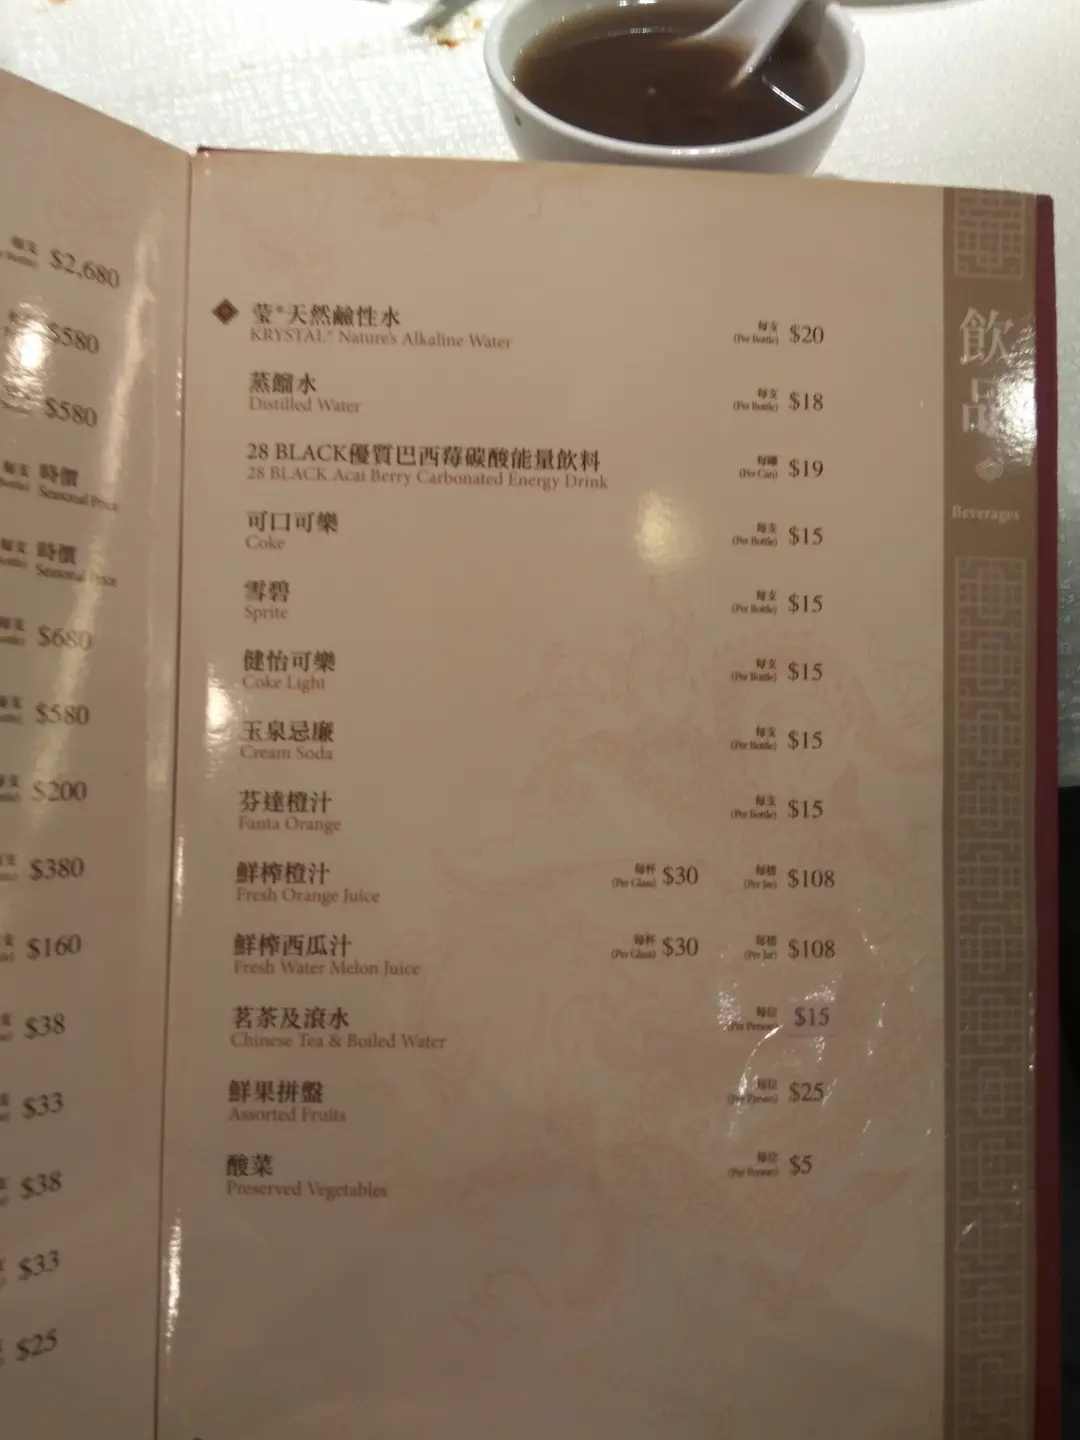 $2,680
$580
$580
時價
Seasonal Price
時價
Seasonal Price
$680
$580
$200
$380
$160
$38
$33
$38
$33
$25
莹®天然鹼性水 每支 $20
KRYSTAL® Nature's Alkaline Water (Per Bottle)
蒸餾水 每支 $18
Distilled Water (Per Bottle)
28 BLACK優質巴西莓碳酸能量飲料 每罐 $19
28 BLACK Acai Berry Carbonated Energy Drink (Per Can)
可口可樂 每支 $15
Coke (Per Bottle)
雪碧 每支 $15
Sprite (Per Bottle)
健怡可樂 每支 $15
Coke Light (Per Bottle)
玉泉忌廉 每支 $15
Cream Soda (Per Bottle)
芬達橙汁 每支 $15
Fanta Orange (Per Bottle)
鮮榨橙汁 每杯 $30 每楂 $108
Fresh Orange Juice (Per Glass) (Per Jar)
鮮榨西瓜汁 每杯 $30 每楂 $108
Fresh Water Melon Juice (Per Glass) (Per Jar)
茗茶及滾水 每位 $15
Chinese Tea & Boiled Water (Per Person)
鮮果拼盤 每位 $25
Assorted Fruits (Per Person)
酸菜 每位 $5
Preserved Vegetables (Per Person)
飲品
Beverages